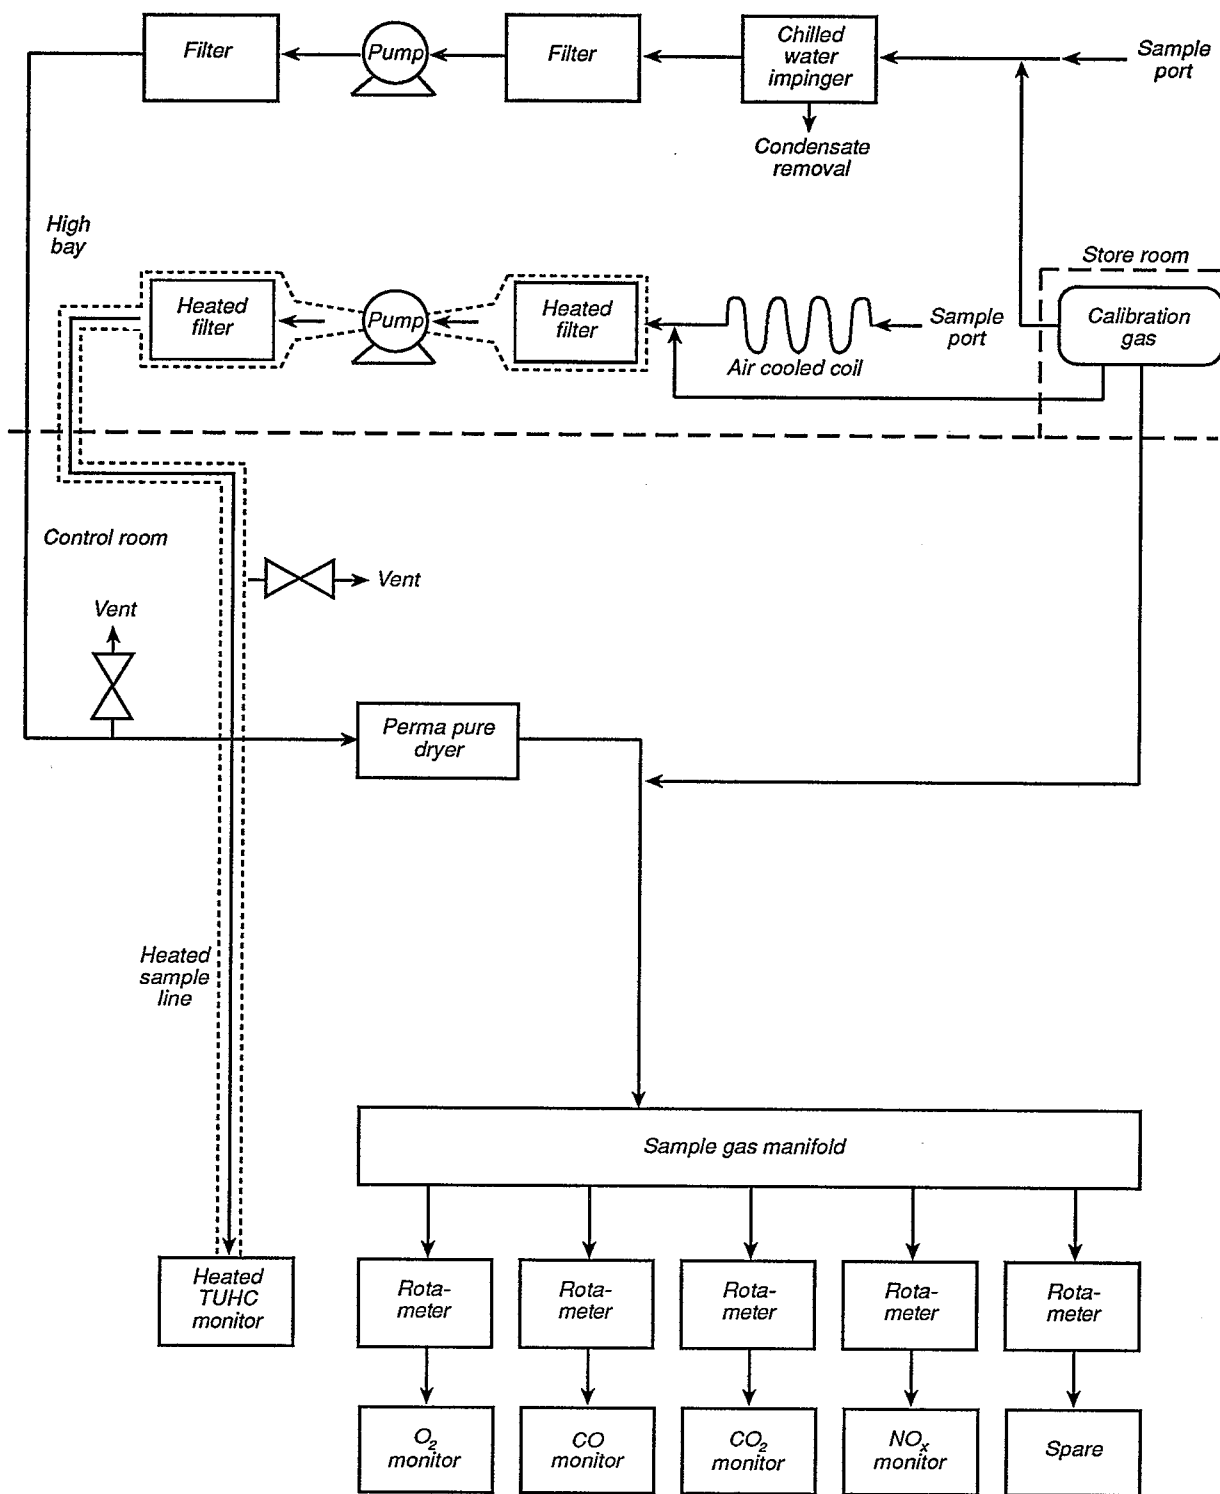 Filter
Pump
Filter
Chilled
water
impinger
Sample
port
Condensate
removal
High
bay
Store room
Heated
filter
Pump
Heated
filter
Air cooled coil
Sample
port
Calibration
gas
Control room
Vent
Vent
Perma pure
dryer
Heated
sample
line
Sample gas manifold
Heated
TUHC
monitor
Rota-
meter
Rota-
meter
Rota-
meter
Rota-
meter
Rota-
meter
O₂
monitor
CO
monitor
CO₂
monitor
NOₓ
monitor
Spare